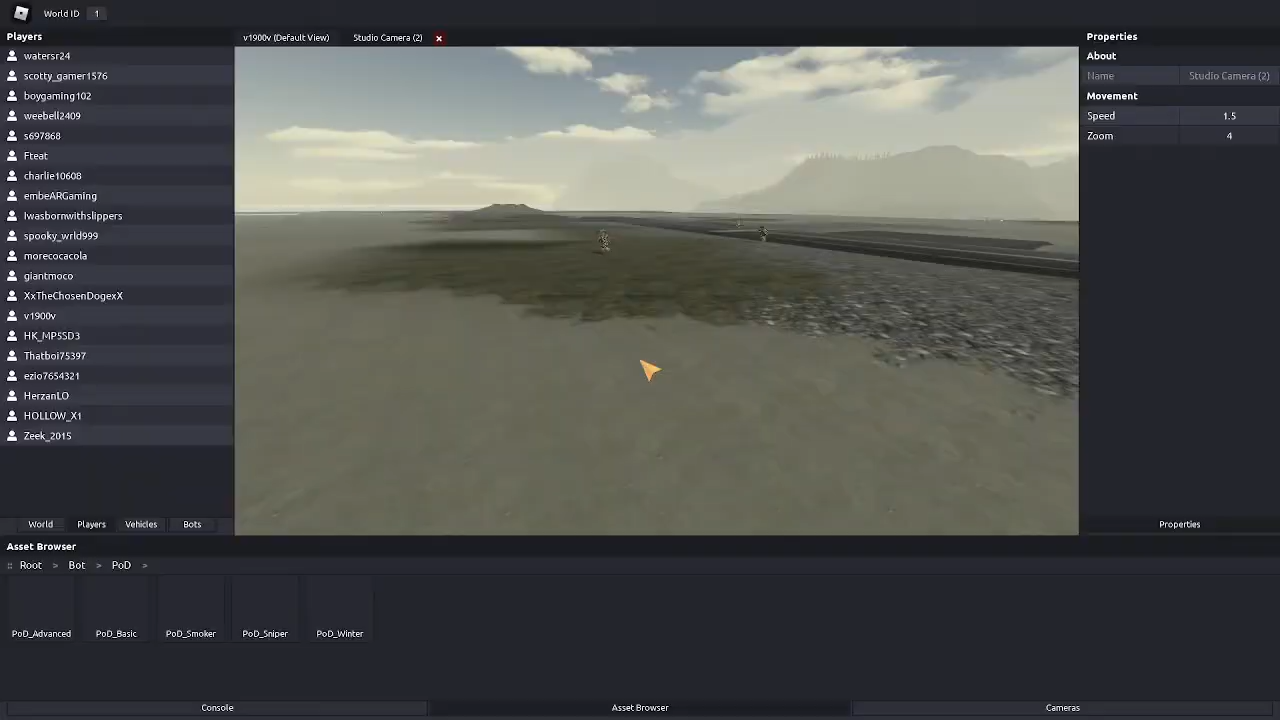 World ID 1
Players
watersr24
scotty_gamer1576
boygaming102
weebell2409
s697868
Fteat
charlie10608
embeARGaming
Iwasbornwithslippers
spooky_wrld999
morecocacola
giantmoco
XxTheChosenDogexX
v1900v
HK_MP5SD3
Thatboi75397
ezio7654321
HerzanLO
HOLLOW_X1
Zeek_2015
World Players Vehicles Bots
v1900v (Default View) Studio Camera (2) x
Properties
About
Name Studio Camera (2)
Movement
Speed 1.5
Zoom 4
Properties
Asset Browser
:: Root > Bot > PoD >
PoD_Advanced PoD_Basic PoD_Smoker PoD_Sniper PoD_Winter
Console Asset Browser Cameras